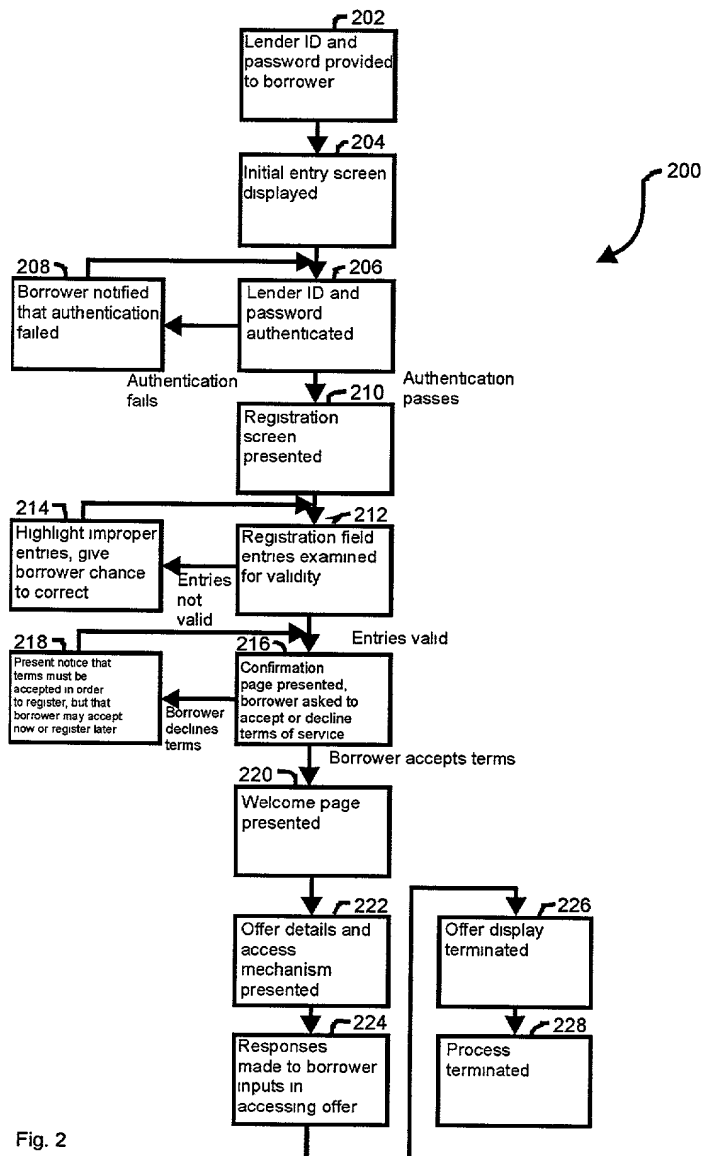 202
Lender ID and
password provided
to borrower
204
Initial entry screen
displayed
200
208
Borrower notified
that authentication
failed
206
Lender ID and
password
authenticated
Authentication
fails
Authentication
passes
210
Registration
screen
presented
214
Highlight improper
entries, give
borrower chance
to correct
212
Registration field
entries examined
for validity
Entries
not
valid
Entries valid
218
Present notice that
terms must be
accepted in order
to register, but that
borrower may accept
now or register later
216
Confirmation
page presented,
borrower asked to
accept or decline
terms of service
Borrower
declines
terms
Borrower accepts terms
220
Welcome page
presented
222
Offer details and
access
mechanism
presented
224
Responses
made to borrower
inputs in
accessing offer
226
Offer display
terminated
228
Process
terminated
Fig. 2